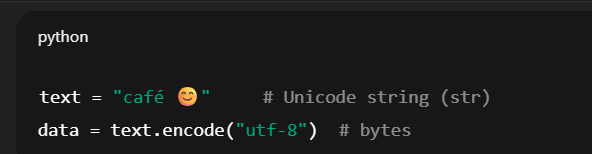 python
text = "café 😊"     # Unicode string (str)
data = text.encode("utf-8")  # bytes